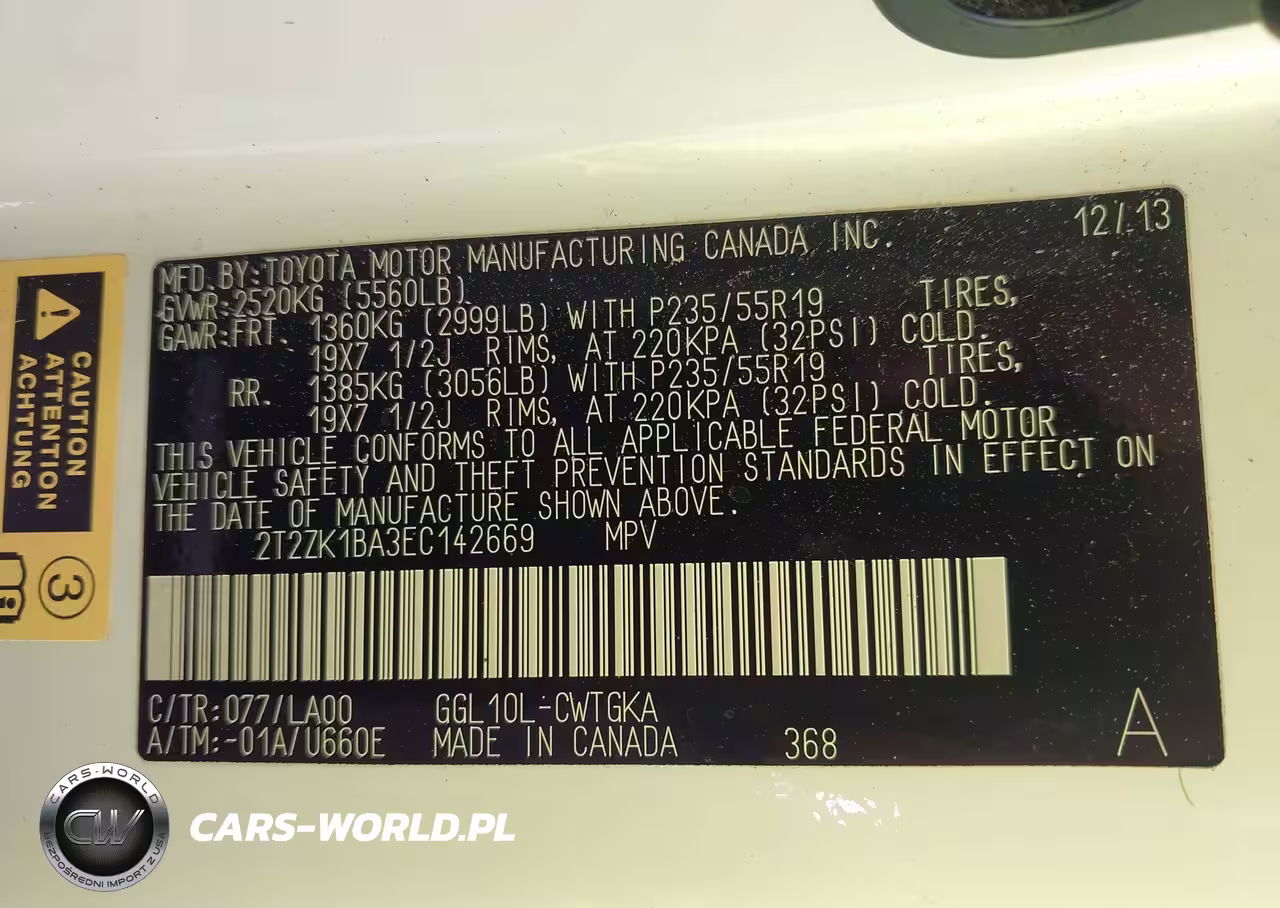 12/13
MFD.BY:TOYOTA MOTOR MANUFACTURING CANADA INC.
GVWR:2520KG (5560LB)
GAWR:FRT. 1360KG (2999LB) WITH P235/55R19 TIRES,
19X7 1/2J RIMS, AT 220KPA (32PSI) COLD.
RR. 1385KG (3056LB) WITH P235/55R19 TIRES,
19X7 1/2J RIMS, AT 220KPA (32PSI) COLD.
THIS VEHICLE CONFORMS TO ALL APPLICABLE FEDERAL MOTOR
VEHICLE SAFETY AND THEFT PREVENTION STANDARDS IN EFFECT ON
THE DATE OF MANUFACTURE SHOWN ABOVE.
2T2ZK1BA3EC142669 MPV
C/TR:077/LA00 GGL10L-CWTGKA
A/TM:-01A/U660E MADE IN CANADA 368 A
CAUTION
ATTENTION
ACHTUNG
3
CARS-WORLD
CW
BEZPOŚREDNI IMPORT Z USA
CARS-WORLD.PL